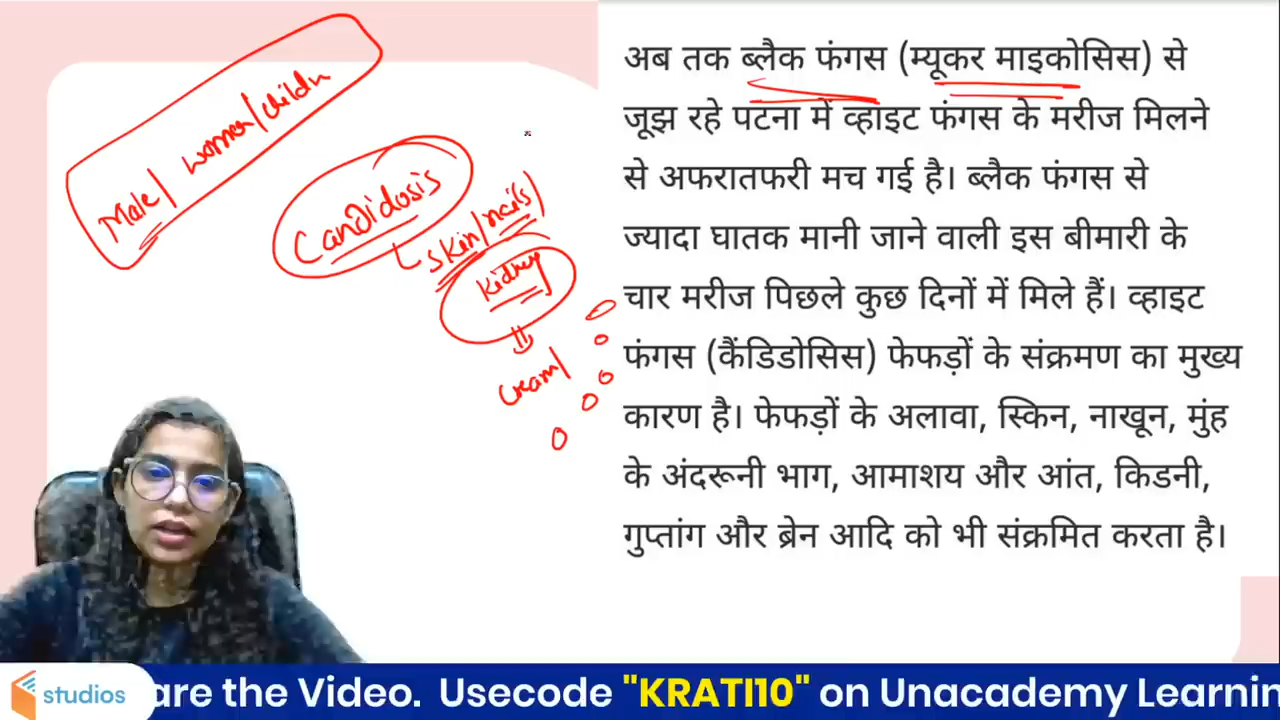 Male/ women/childn
Candidosis
skin/nails/
kidney
cream/
अब तक ब्लैक फंगस (म्यूकर माइकोसिस) से
जूझ रहे पटना में व्हाइट फंगस के मरीज मिलने
से अफरातफरी मच गई है। ब्लैक फंगस से
ज्यादा घातक मानी जाने वाली इस बीमारी के
चार मरीज पिछले कुछ दिनों में मिले हैं। व्हाइट
फंगस (कैंडिडोसिस) फेफड़ों के संक्रमण का मुख्य
कारण है। फेफड़ों के अलावा, स्किन, नाखून, मुंह
के अंदरूनी भाग, आमाशय और आंत, किडनी,
गुप्तांग और ब्रेन आदि को भी संक्रमित करता है।
studios
are the Video. Usecode "KRATI10" on Unacademy Learnin